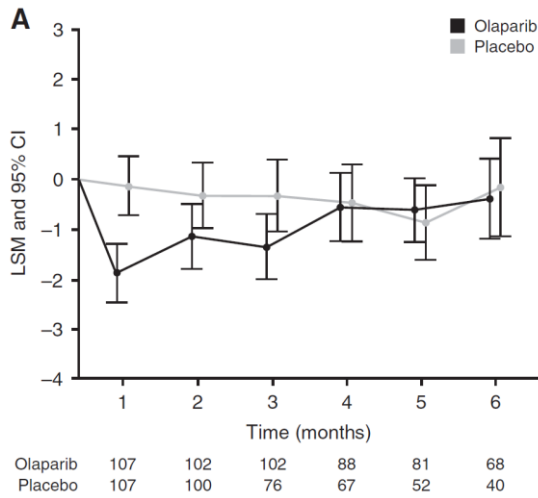 A
Olaparib
Placebo
3
2
1
0
−1
−2
−3
−4
LSM and 95% CI
1 2 3 4 5 6
Time (months)
Olaparib 107 102 102 88 81 68
Placebo 107 100 76 67 52 40